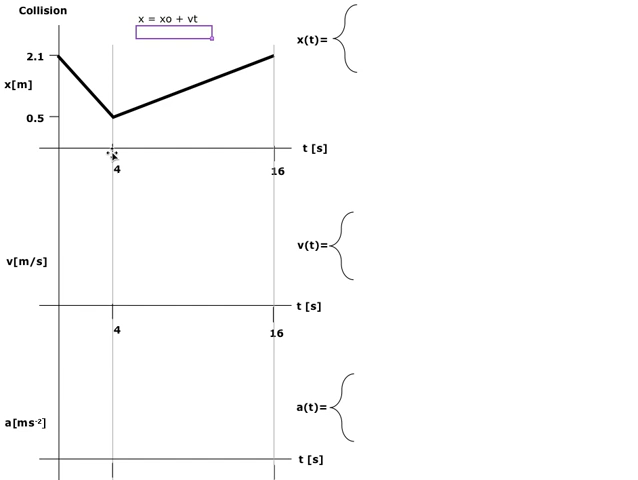 Collision
x = xo + vt
x(t)=
2.1
x[m]
0.5
t [s]
4
16
v(t)=
v[m/s]
t [s]
4
16
a(t)=
a[ms-2]
t [s]